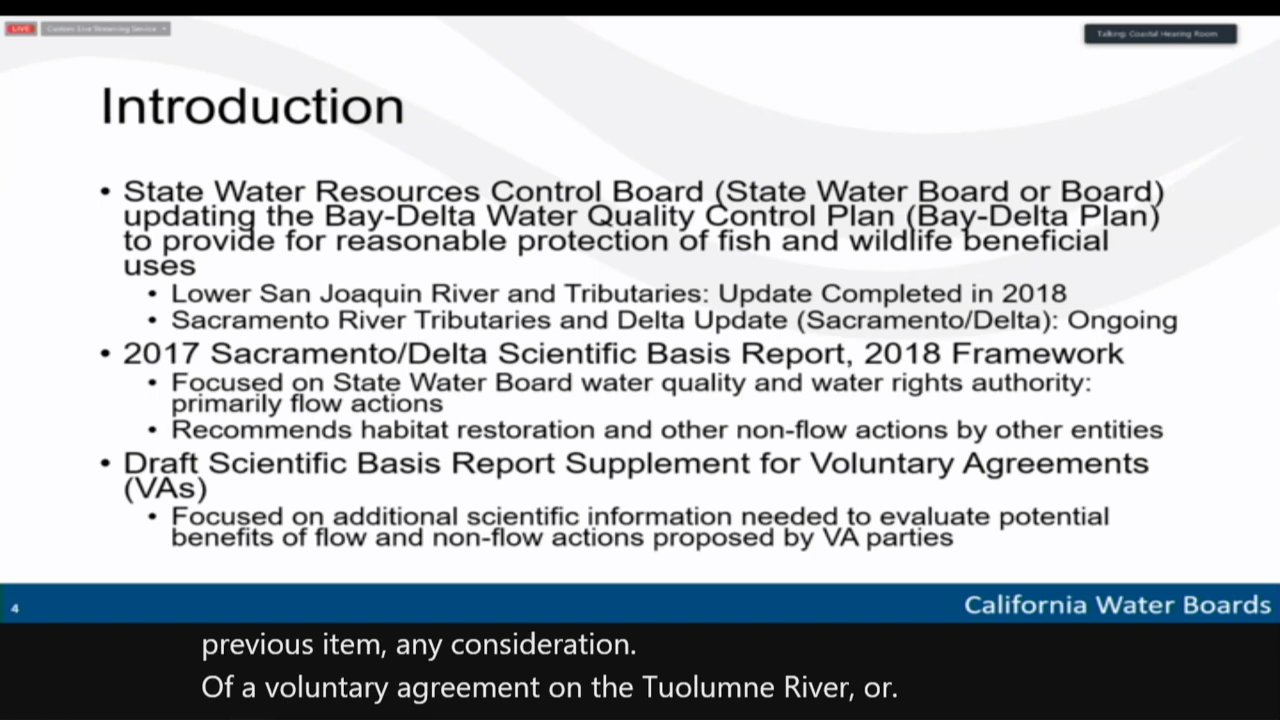 LIVE
Custom Live Streaming Service
Talking: Coastal Hearing Room
Introduction
• State Water Resources Control Board (State Water Board or Board)
updating the Bay-Delta Water Quality Control Plan (Bay-Delta Plan)
to provide for reasonable protection of fish and wildlife beneficial
uses
• Lower San Joaquin River and Tributaries: Update Completed in 2018
• Sacramento River Tributaries and Delta Update (Sacramento/Delta): Ongoing
• 2017 Sacramento/Delta Scientific Basis Report, 2018 Framework
• Focused on State Water Board water quality and water rights authority:
primarily flow actions
• Recommends habitat restoration and other non-flow actions by other entities
• Draft Scientific Basis Report Supplement for Voluntary Agreements
(VAs)
• Focused on additional scientific information needed to evaluate potential
benefits of flow and non-flow actions proposed by VA parties
4
California Water Boards
previous item, any consideration.
Of a voluntary agreement on the Tuolumne River, or.